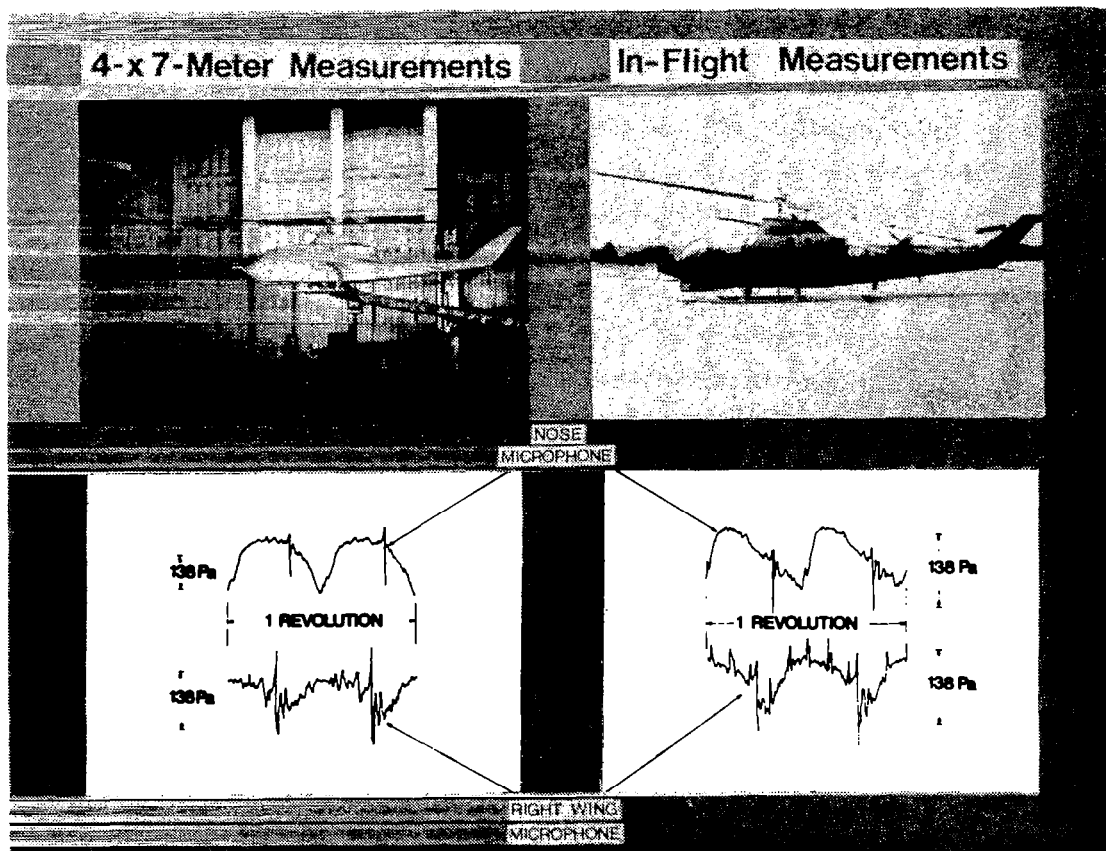 4-x 7-Meter Measurements
In-Flight Measurements
NOSE
MICROPHONE
138 Pa
1 REVOLUTION
138 Pa
138 Pa
1 REVOLUTION
138 Pa
RIGHT WING
MICROPHONE